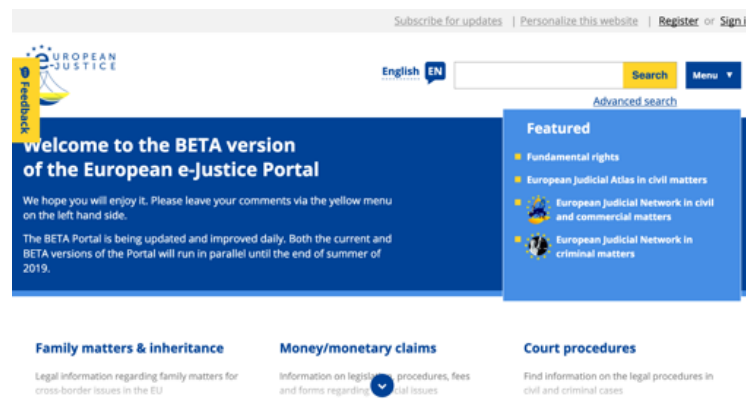 Subscribe for updates | Personalize this website | Register or Sign i
EUROPEAN
E-JUSTICE
English EN
Search
Menu ▼
Advanced search
Feedback
Welcome to the BETA version
of the European e-Justice Portal
We hope you will enjoy it. Please leave your comments via the yellow menu
on the left hand side.
The BETA Portal is being updated and improved daily. Both the current and
BETA versions of the Portal will run in parallel until the end of summer of
2019.
Featured
Fundamental rights
European Judicial Atlas in civil matters
European Judicial Network in civil
and commercial matters
European Judicial Network in
criminal matters
Family matters & inheritance
Legal information regarding family matters for
cross-border issues in the EU
Money/monetary claims
Information on procedures, fees
and forms regarding issues
Court procedures
Find information on the legal procedures in
civil and criminal cases